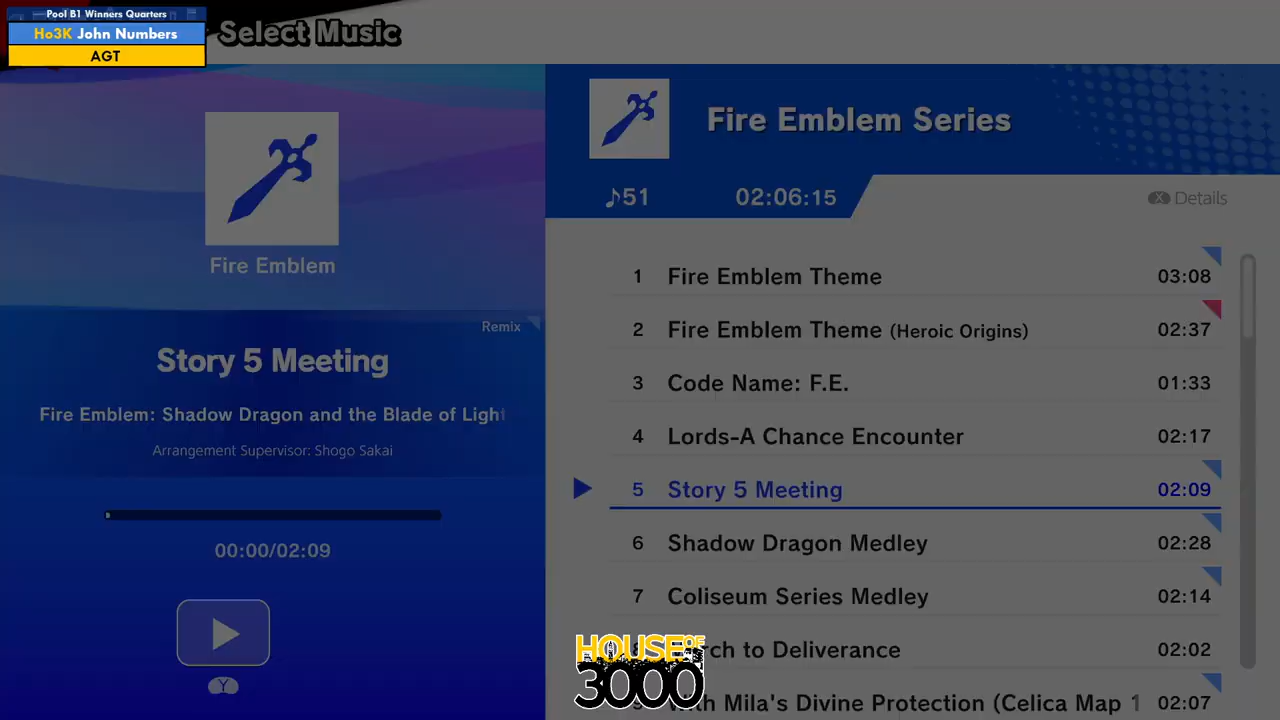 Pool B1 Winners Quarters
Ho3K John Numbers
AGT
Select Music
Fire Emblem
Remix
Story 5 Meeting
Fire Emblem: Shadow Dragon and the Blade of Light
Arrangement Supervisor: Shogo Sakai
00:00/02:09
Y
Fire Emblem Series
♪51 02:06:15
X Details
1 Fire Emblem Theme 03:08
2 Fire Emblem Theme (Heroic Origins) 02:37
3 Code Name: F.E. 01:33
4 Lords-A Chance Encounter 02:17
5 Story 5 Meeting 02:09
6 Shadow Dragon Medley 02:28
7 Coliseum Series Medley 02:14
8 rch to Deliverance 02:02
With Mila's Divine Protection (Celica Map 1 02:07
HOUSE OF
3000